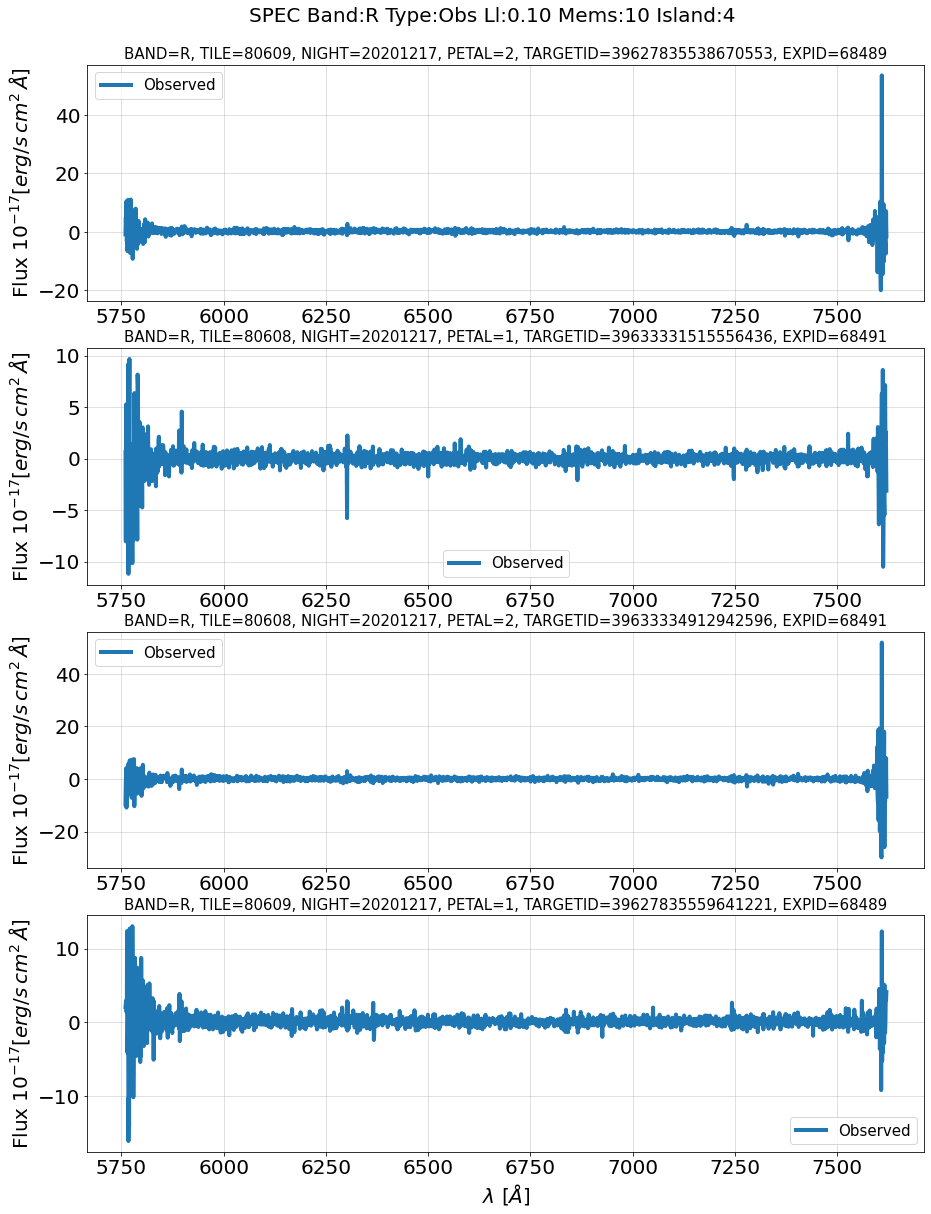 SPEC Band:R Type:Obs Ll:0.10 Mems:10 Island:4
BAND=R, TILE=80609, NIGHT=20201217, PETAL=2, TARGETID=39627835538670553, EXPID=68489
Flux 10^{-17}[erg/s cm^2 Å]
Observed
40
20
0
−20
5750 6000 6250 6500 6750 7000 7250 7500
BAND=R, TILE=80608, NIGHT=20201217, PETAL=1, TARGETID=39633331515556436, EXPID=68491
Flux 10^{-17}[erg/s cm^2 Å]
10
5
0
−5
−10
Observed
5750 6000 6250 6500 6750 7000 7250 7500
BAND=R, TILE=80608, NIGHT=20201217, PETAL=2, TARGETID=39633334912942596, EXPID=68491
Flux 10^{-17}[erg/s cm^2 Å]
Observed
40
20
0
−20
5750 6000 6250 6500 6750 7000 7250 7500
BAND=R, TILE=80609, NIGHT=20201217, PETAL=1, TARGETID=39627835559641221, EXPID=68489
Flux 10^{-17}[erg/s cm^2 Å]
10
0
−10
Observed
5750 6000 6250 6500 6750 7000 7250 7500
λ [Å]